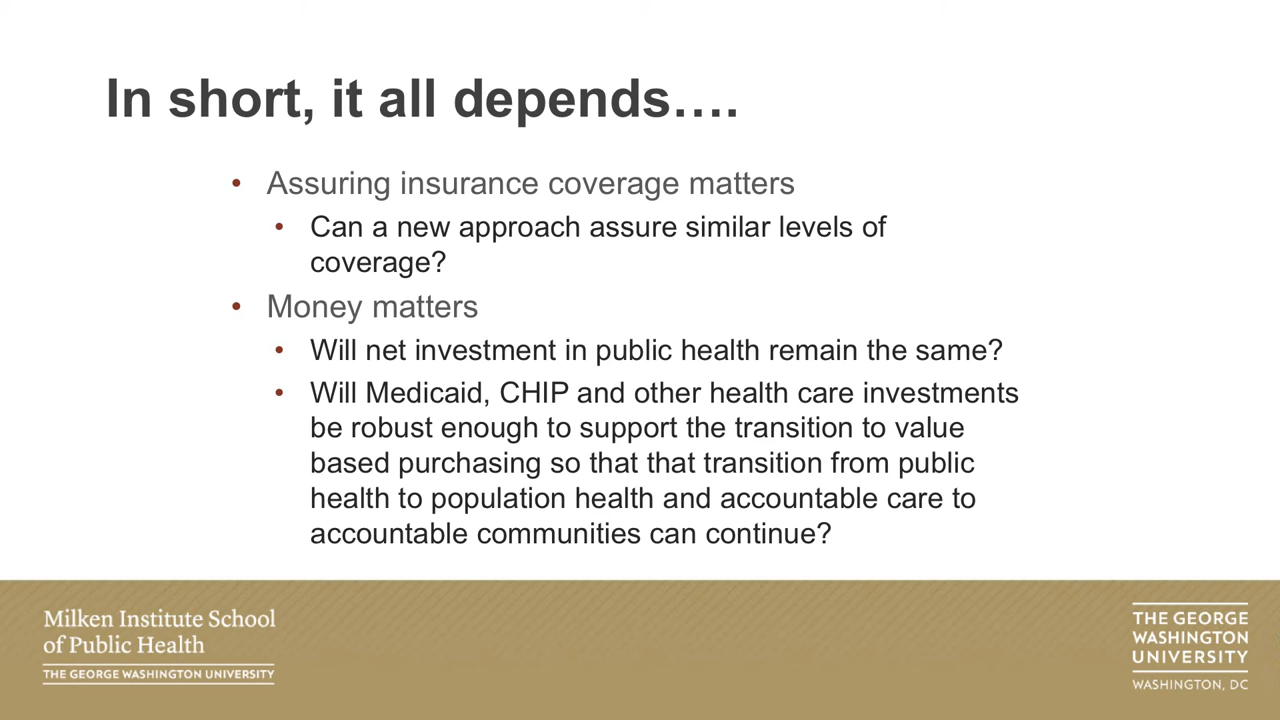 In short, it all depends….
• Assuring insurance coverage matters
• Can a new approach assure similar levels of
coverage?
• Money matters
• Will net investment in public health remain the same?
• Will Medicaid, CHIP and other health care investments
be robust enough to support the transition to value
based purchasing so that that transition from public
health to population health and accountable care to
accountable communities can continue?
Milken Institute School
of Public Health
THE GEORGE WASHINGTON UNIVERSITY
THE GEORGE
WASHINGTON
UNIVERSITY
WASHINGTON, DC